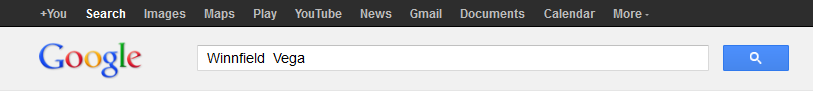 +You Search Images Maps Play YouTube News Gmail Documents Calendar More
Google Winnfield Vega